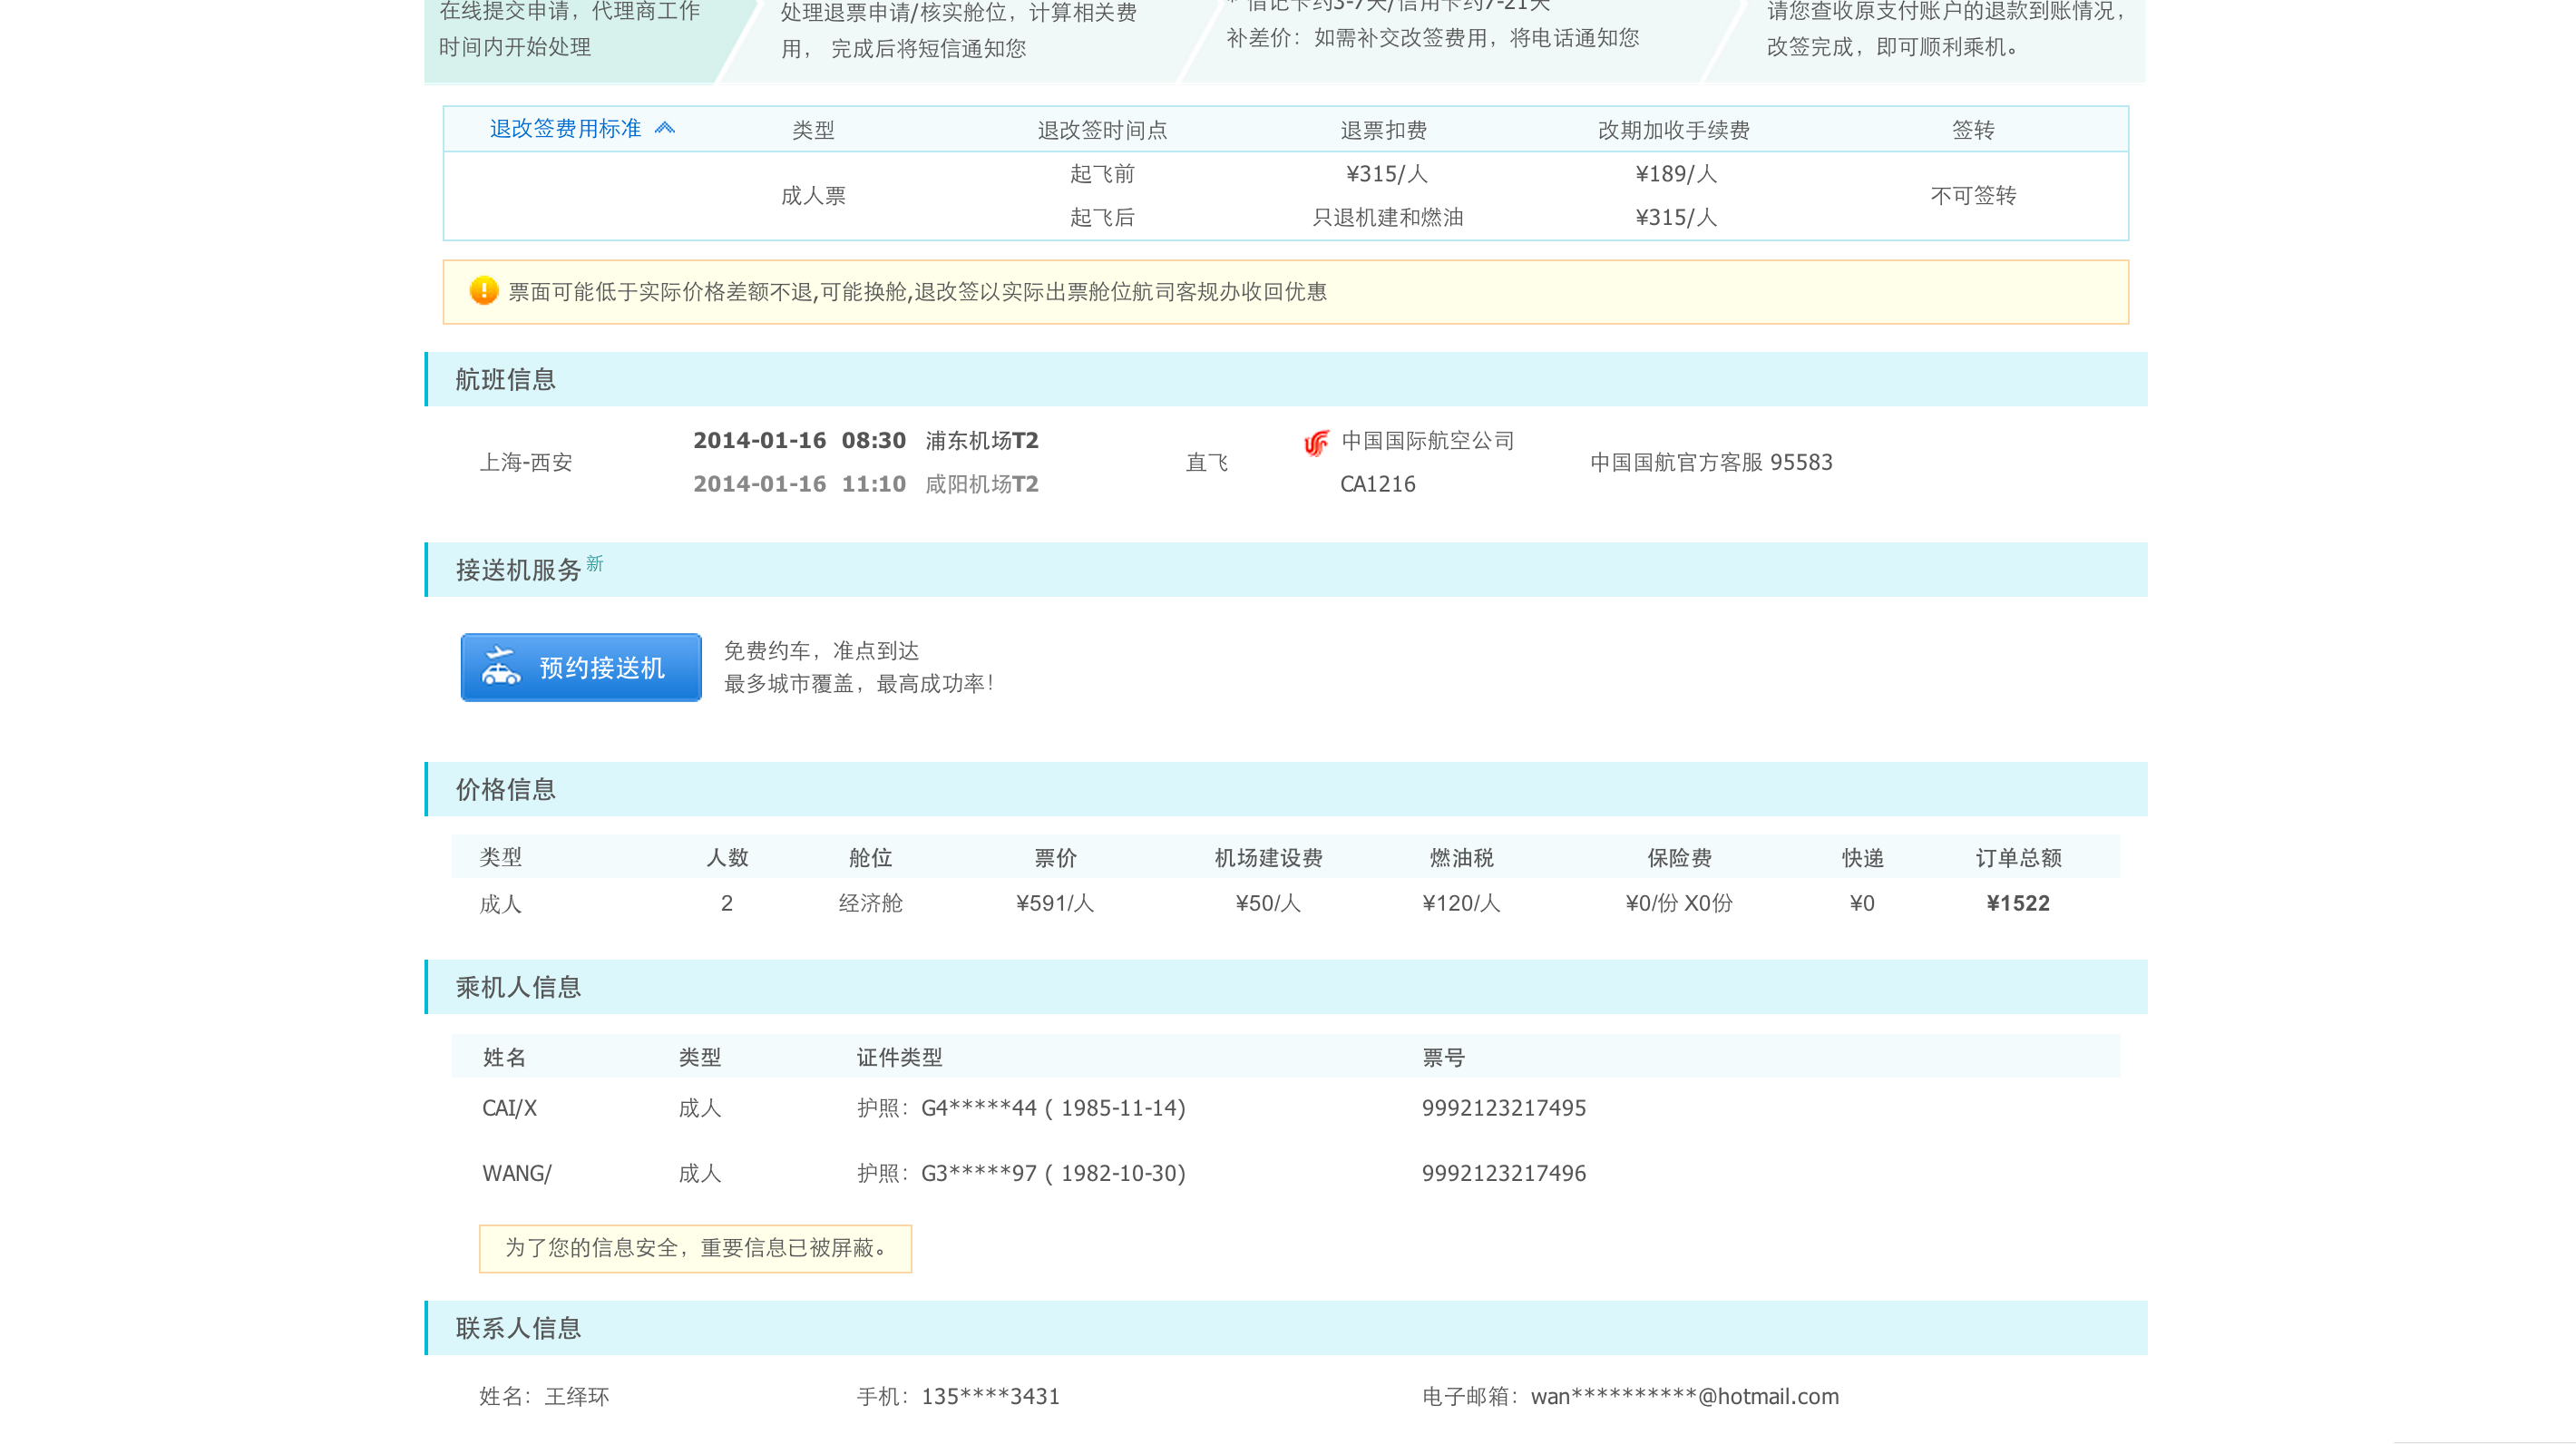 在线提交申请，代理商工作
时间内开始处理
处理退票申请/核实舱位，计算相关费
用， 完成后将短信通知您
* 借记卡约3-7天/信用卡约7-21天
补差价：如需补交改签费用，将电话通知您
请您查收原支付账户的退款到账情况，
改签完成，即可顺利乘机。
退改签费用标准 类型 退改签时间点 退票扣费 改期加收手续费 签转
成人票 起飞前 ¥315/人 ¥189/人 不可签转
起飞后 只退机建和燃油 ¥315/人
票面可能低于实际价格差额不退,可能换舱,退改签以实际出票舱位航司客规办收回优惠
航班信息
上海-西安 2014-01-16 08:30 浦东机场T2 直飞 中国国际航空公司 中国国航官方客服 95583
2014-01-16 11:10 咸阳机场T2 CA1216
接送机服务 新
预约接送机
免费约车，准点到达
最多城市覆盖，最高成功率！
价格信息
类型 人数 舱位 票价 机场建设费 燃油税 保险费 快递 订单总额
成人 2 经济舱 ¥591/人 ¥50/人 ¥120/人 ¥0/份 X0份 ¥0 ¥1522
乘机人信息
姓名 类型 证件类型 票号
CAI/X 成人 护照：G4*****44 ( 1985-11-14) 9992123217495
WANG/ 成人 护照：G3*****97 ( 1982-10-30) 9992123217496
为了您的信息安全，重要信息已被屏蔽。
联系人信息
姓名：王绎环 手机：135****3431 电子邮箱：wan**********@hotmail.com